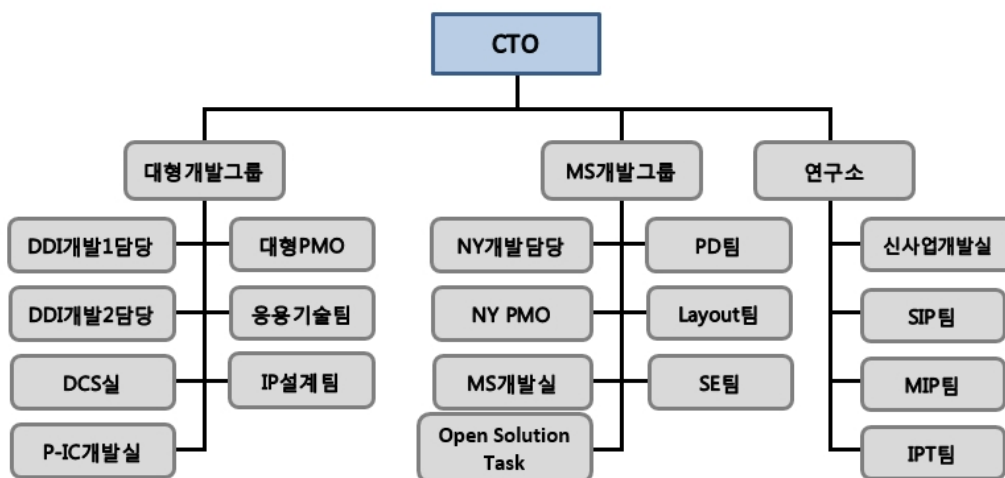 CTO
대형개발그룹
MS개발그룹
연구소
DDI개발1담당
대형PMO
NY개발담당
PD팀
신사업개발실
DDI개발2담당
응용기술팀
NY PMO
Layout팀
SIP팀
DCS실
IP설계팀
MS개발실
SE팀
MIP팀
P-IC개발실
Open Solution
Task
IPT팀